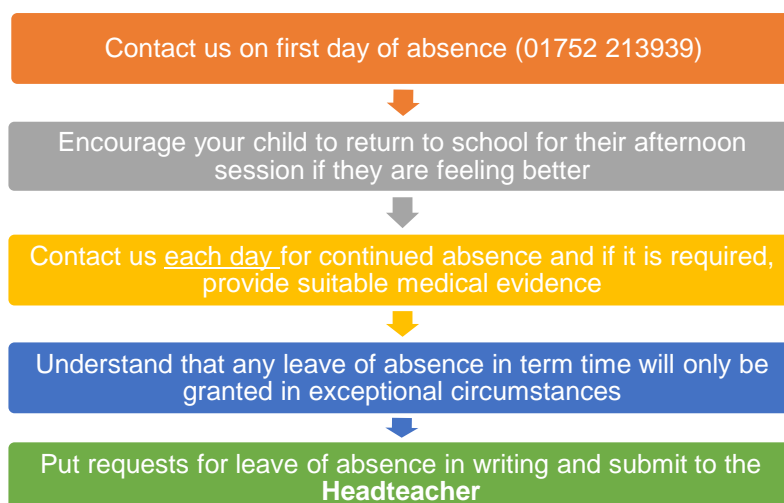 Contact us on first day of absence (01752 213939)
Encourage your child to return to school for their afternoon
session if they are feeling better
Contact us each day for continued absence and if it is required,
provide suitable medical evidence
Understand that any leave of absence in term time will only be
granted in exceptional circumstances
Put requests for leave of absence in writing and submit to the
Headteacher